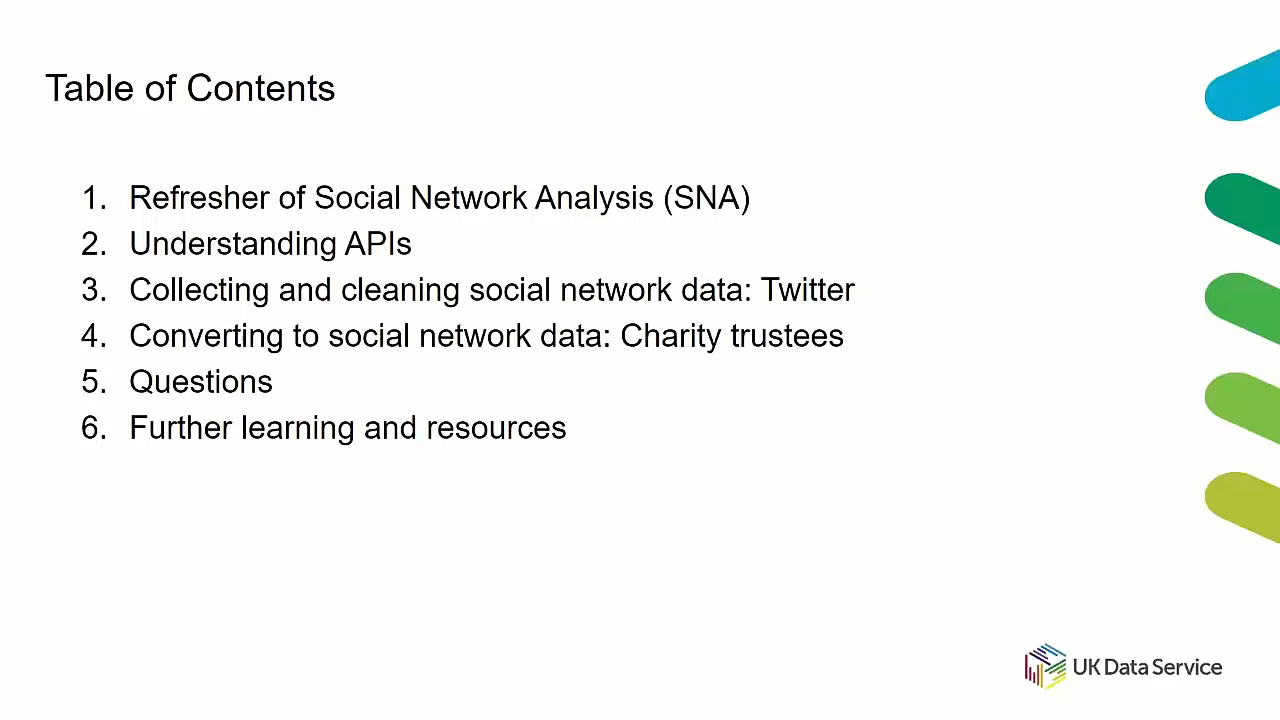 Table of Contents
1. Refresher of Social Network Analysis (SNA)
2. Understanding APIs
3. Collecting and cleaning social network data: Twitter
4. Converting to social network data: Charity trustees
5. Questions
6. Further learning and resources
UK Data Service